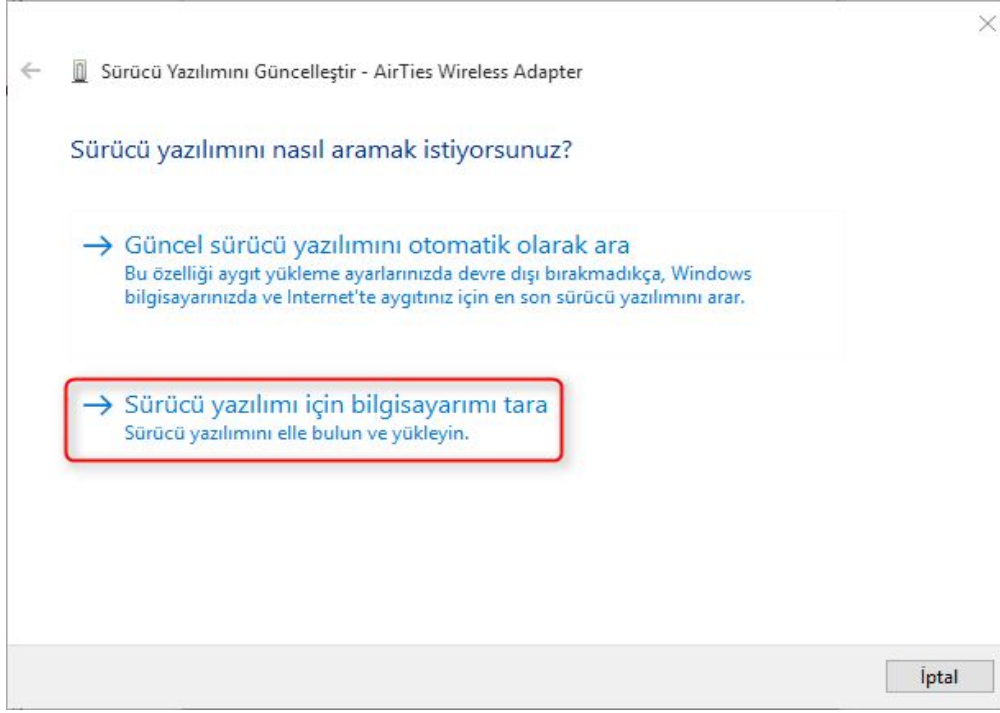 Sürücü Yazılımını Güncelleştir - AirTies Wireless Adapter
Sürücü yazılımını nasıl aramak istiyorsunuz?
Güncel sürücü yazılımını otomatik olarak ara
Bu özelliği aygıt yükleme ayarlarınızda devre dışı bırakmadıkça, Windows
bilgisayarınızda ve Internet'te aygıtınız için en son sürücü yazılımını arar.
Sürücü yazılımı için bilgisayarımı tara
Sürücü yazılımını elle bulun ve yükleyin.
İptal